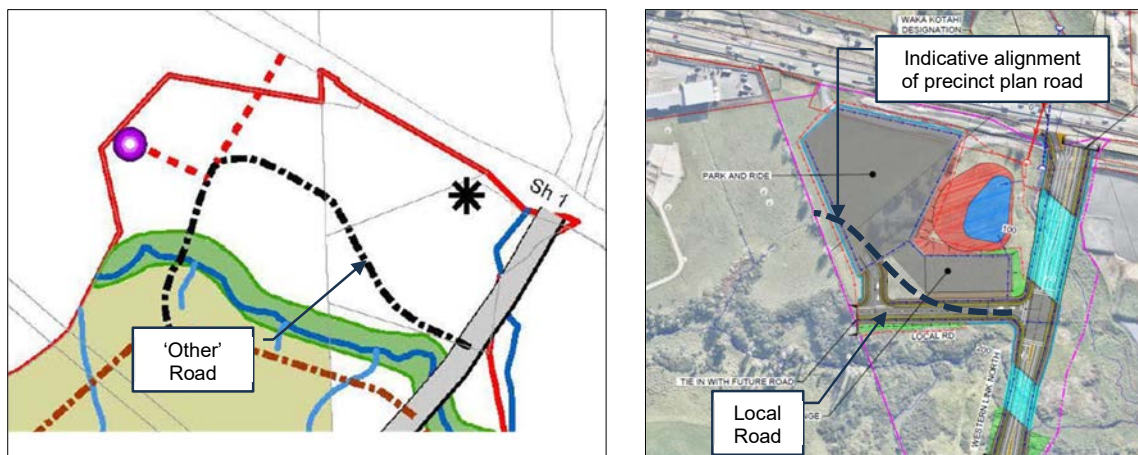 Sh 1
'Other'
Road
WAKA KOTAHI
DESIGNATION
Indicative alignment
of precinct plan road
PARK AND RIDE
100
LOCAL RD
TIE IN WITH FUTURE ROAD
NGE
Local
Road
WESTERN LINK NORTH